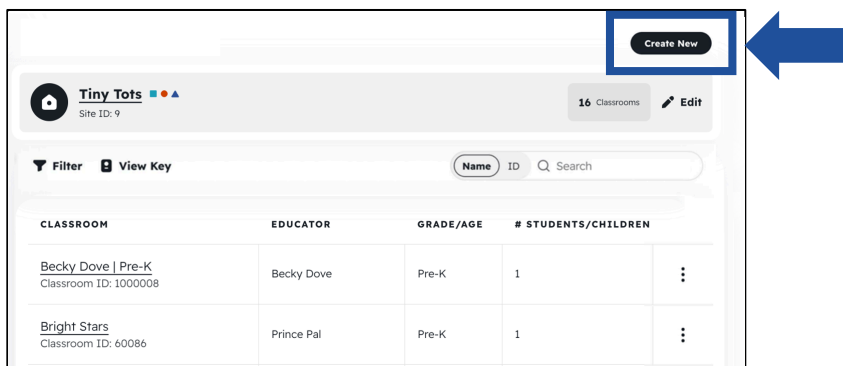 Create New
Tiny Tots
Site ID: 9
16 Classrooms
Edit
Filter View Key
Name ID Search
CLASSROOM EDUCATOR GRADE/AGE # STUDENTS/CHILDREN
Becky Dove | Pre-K
Classroom ID: 1000008
Becky Dove Pre-K 1
Bright Stars
Classroom ID: 60086
Prince Pal Pre-K 1